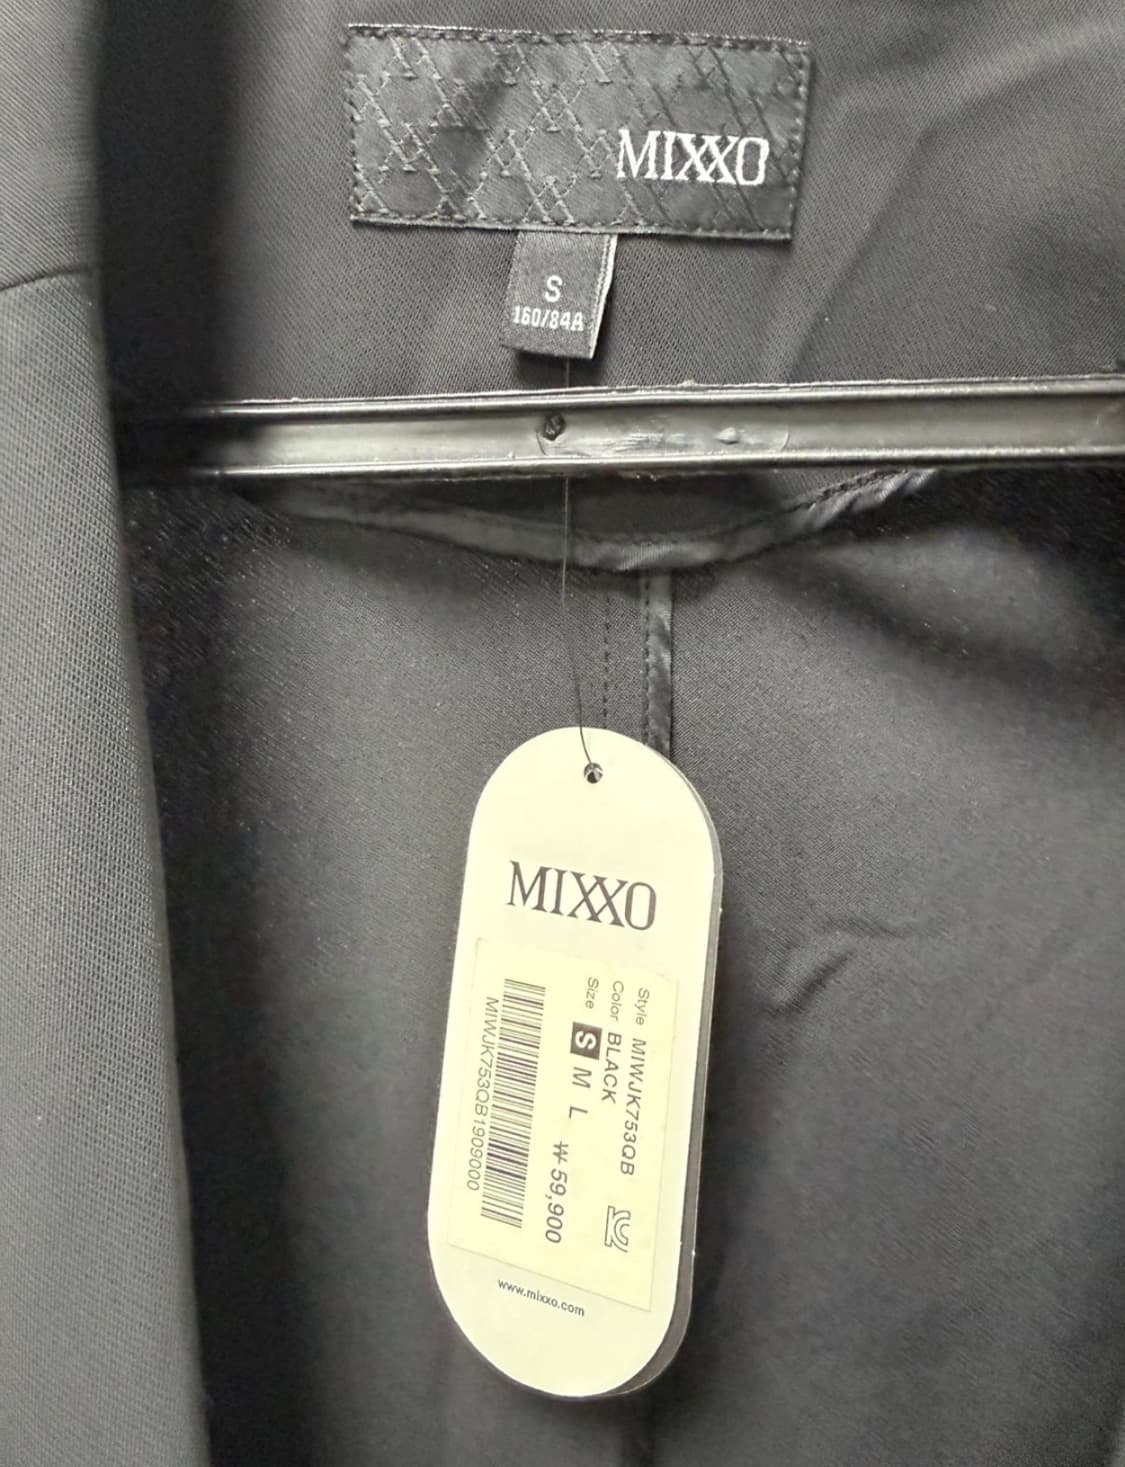 MIXXO
S
160/84A
MIXXO
Style MIWJK753QB
Color BLACK
Size S M L ₩ 59,900
MIWJK753QB1909000
www.mixxo.com